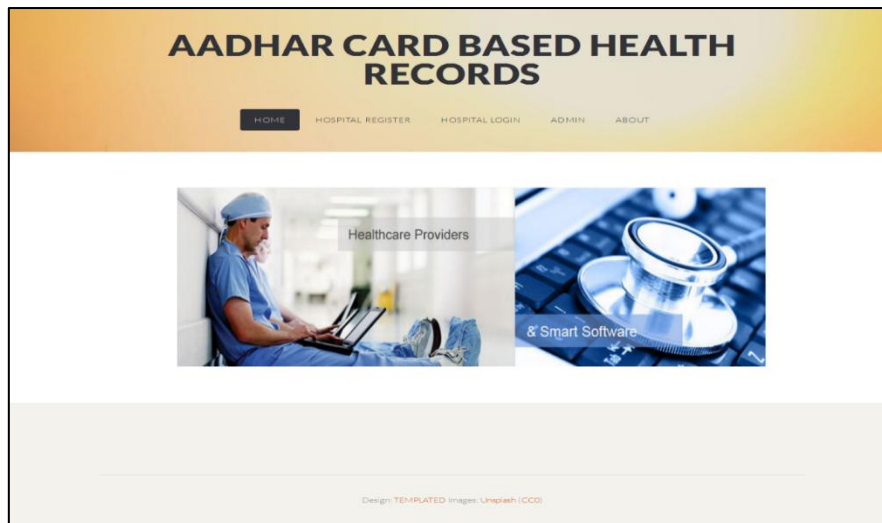 AADHAR CARD BASED HEALTH
RECORDS
HOME HOSPITAL REGISTER HOSPITAL LOGIN ADMIN ABOUT
Healthcare Providers
& Smart Software
Design: TEMPLATED Images: Unsplash (CC0)